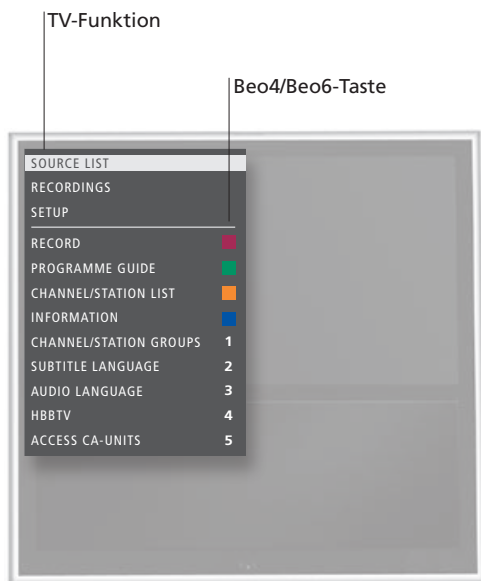 TV-Funktion
Beo4/Beo6-Taste
SOURCE LIST
RECORDINGS
SETUP
RECORD
PROGRAMME GUIDE
CHANNEL/STATION LIST
INFORMATION
CHANNEL/STATION GROUPS 1
SUBTITLE LANGUAGE 2
AUDIO LANGUAGE 3
HBBTV 4
ACCESS CA-UNITS 5